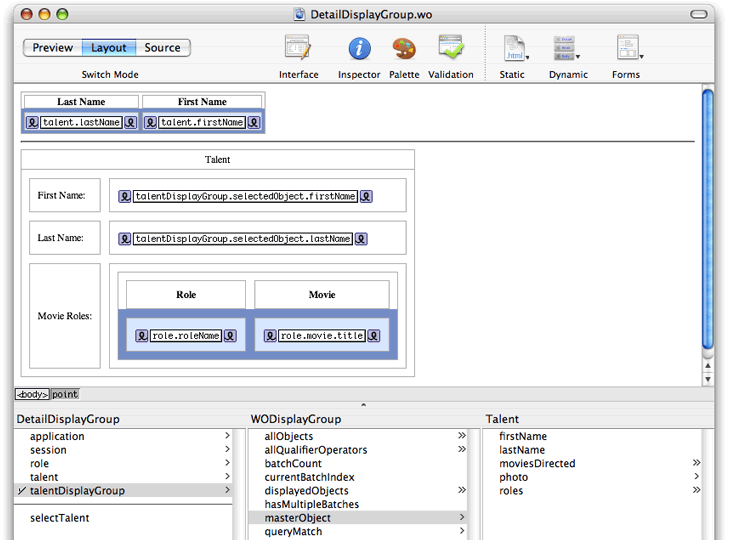 DetailDisplayGroup.wo
Preview Layout Source
Switch Mode Interface Inspector Palette Validation Static Dynamic Forms
.html
Last Name First Name
talent.lastName talent.firstName
Talent
First Name: talentDisplayGroup.selectedObject.firstName
Last Name: talentDisplayGroup.selectedObject.lastName
Role Movie
Movie Roles: role.roleName role.movie.title
<body> point
DetailDisplayGroup WODisplayGroup Talent
application > allObjects >> firstName
session > allQualifierOperators >> lastName
role > batchCount moviesDirected >>
talent > currentBatchIndex photo >
talentDisplayGroup > displayedObjects >> roles >>
hasMultipleBatches
selectTalent masterObject >
queryMatch >